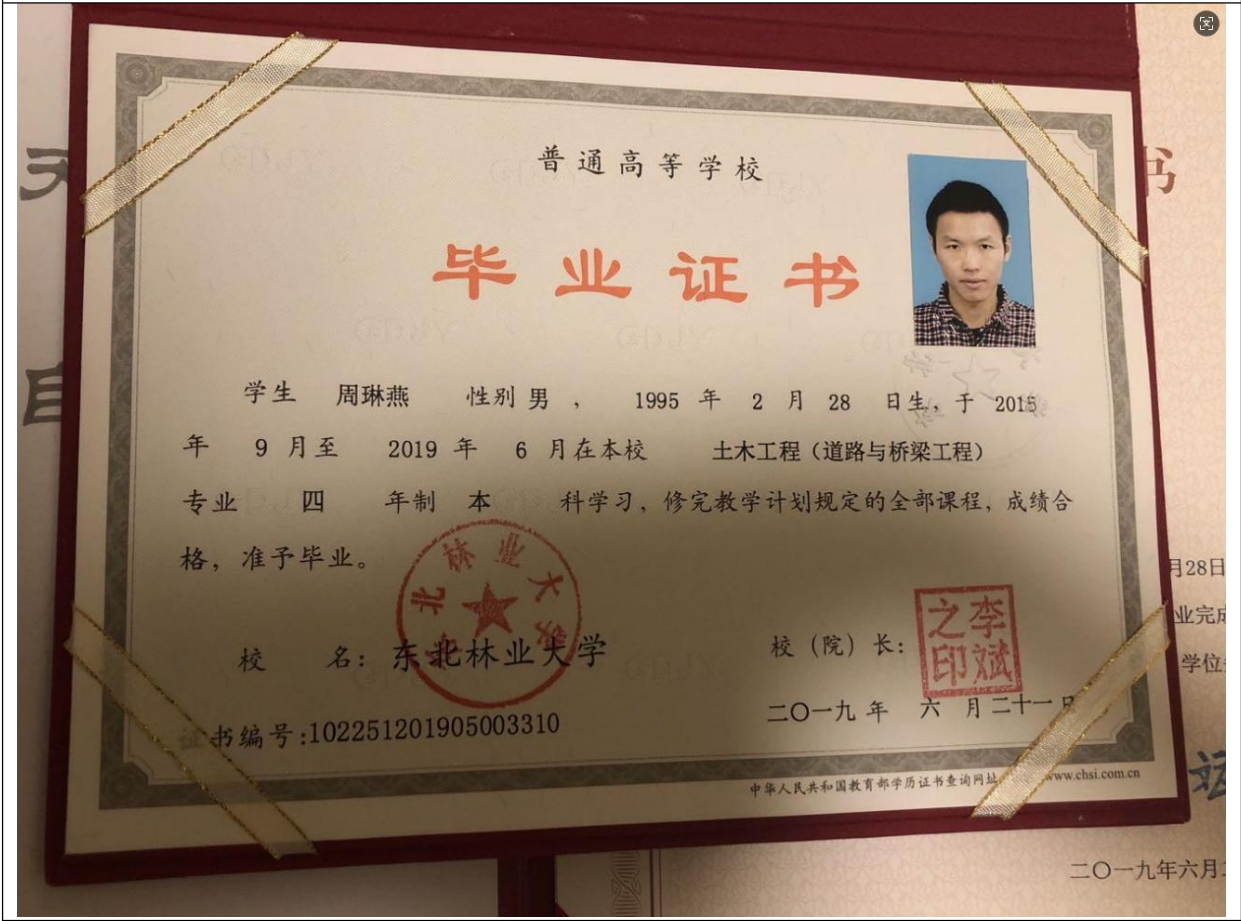 普通高等学校
毕业证书
学生 周琳燕 性别 男 ， 1995 年 2 月 28 日生，于 2015
年 9 月至 2019 年 6 月在本校 土木工程（道路与桥梁工程）
专业 四 年制 本 科学习，修完教学计划规定的全部课程，成绩合
格，准予毕业。
北林业大学
校 名：东北林业大学
校（院）长：
李斌之印
证书编号:102251201905003310
二〇一九 年 六 月 二十一 日
中华人民共和国教育部学历证书查询网址 www.chsi.com.cn
书
月28日
业完成
学位
二〇一九年六月